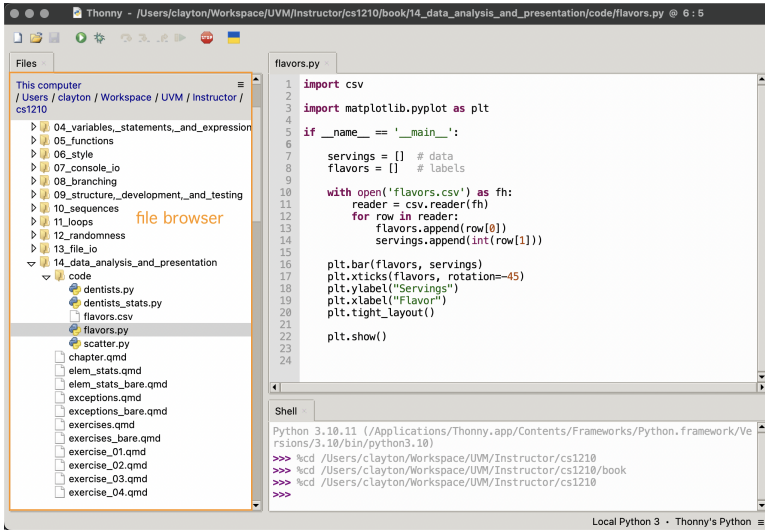 Thonny - /Users/clayton/Workspace/UVM/Instructor/cs1210/book/14_data_analysis_and_presentation/code/flavors.py @ 6 : 5
STOP
Files
This computer
/ Users / clayton / Workspace / UVM / Instructor /
cs1210
04_variables,_statements,_and_expression
05_functions
06_style
07_console_io
08_branching
09_structure,_development,_and_testing
10_sequences
11_loops
12_randomness
13_file_io
14_data_analysis_and_presentation
code
dentists.py
dentists_stats.py
flavors.csv
flavors.py
scatter.py
chapter.qmd
elem_stats.qmd
elem_stats_bare.qmd
exceptions.qmd
exceptions_bare.qmd
exercises.qmd
exercises_bare.qmd
exercise_01.qmd
exercise_02.qmd
exercise_03.qmd
exercise_04.qmd
file browser
flavors.py
1 import csv
2
3 import matplotlib.pyplot as plt
4
5 if __name__ == '__main__':
6
7     servings = []  # data
8     flavors = []   # labels
9
10     with open('flavors.csv') as fh:
11         reader = csv.reader(fh)
12         for row in reader:
13             flavors.append(row[0])
14             servings.append(int(row[1]))
15
16     plt.bar(flavors, servings)
17     plt.xticks(flavors, rotation=-45)
18     plt.ylabel("Servings")
19     plt.xlabel("Flavor")
20     plt.tight_layout()
21
22     plt.show()
23
24
Shell
Python 3.10.11 (/Applications/Thonny.app/Contents/Frameworks/Python.framework/Ve
rsions/3.10/bin/python3.10)
>>> %cd /Users/clayton/Workspace/UVM/Instructor/cs1210
>>> %cd /Users/clayton/Workspace/UVM/Instructor/cs1210/book
>>> %cd /Users/clayton/Workspace/UVM/Instructor/cs1210
>>>
Local Python 3 • Thonny's Python